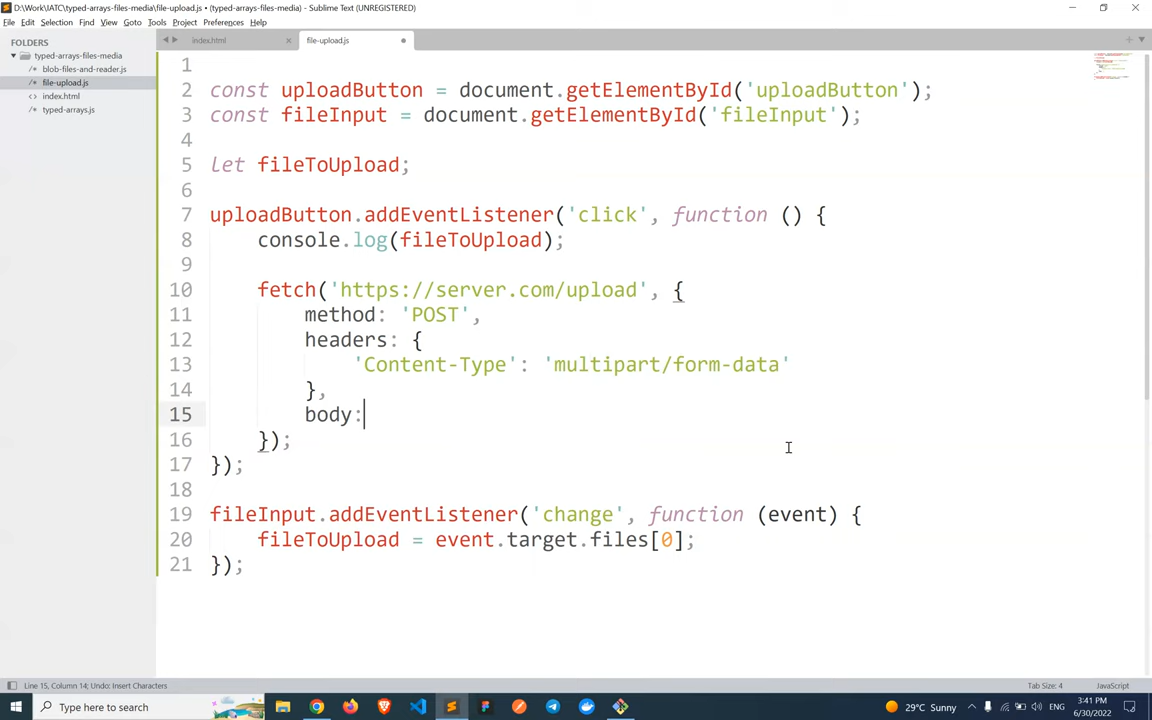 D:\Work\IATC\typed-arrays-files-media\file-upload.js • (typed-arrays-files-media) - Sublime Text (UNREGISTERED)
File Edit Selection Find View Goto Tools Project Preferences Help
FOLDERS
typed-arrays-files-media
/* blob-files-and-reader.js
/* file-upload.js
<> index.html
/* typed-arrays.js
index.html ×
file-upload.js
1
2 const uploadButton = document.getElementById('uploadButton');
3 const fileInput = document.getElementById('fileInput');
4
5 let fileToUpload;
6
7 uploadButton.addEventListener('click', function () {
8     console.log(fileToUpload);
9
10     fetch('https://server.com/upload', {
11         method: 'POST',
12         headers: {
13             'Content-Type': 'multipart/form-data'
14         },
15         body:
16     });
17 });
18
19 fileInput.addEventListener('change', function (event) {
20     fileToUpload = event.target.files[0];
21 });
Line 15, Column 14; Undo: Insert Characters
Tab Size: 4
JavaScript
Type here to search
29°C Sunny
ENG
3:41 PM
6/30/2022